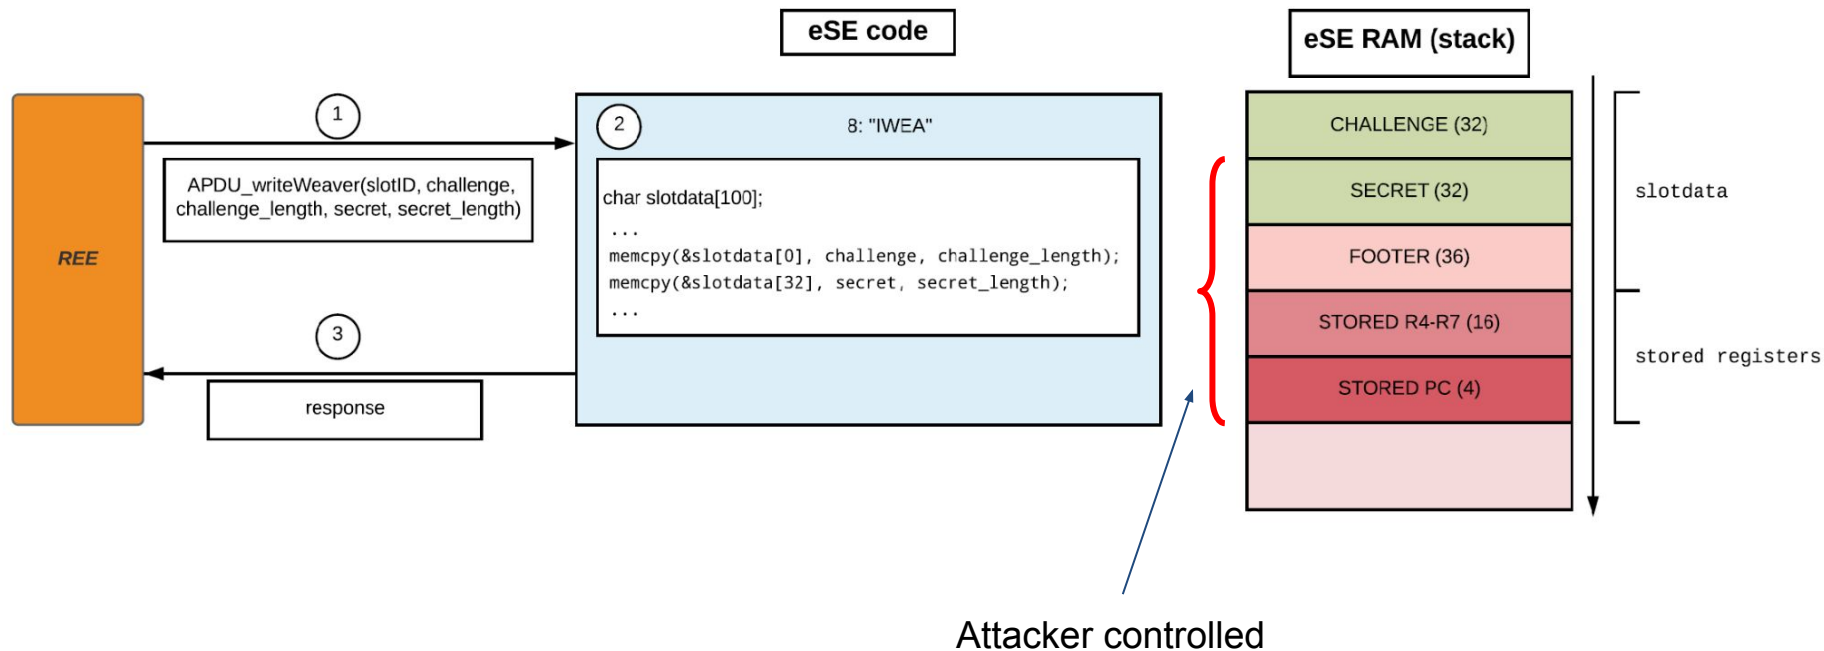 eSE code
eSE RAM (stack)
REE
1
APDU_writeWeaver(slotID, challenge,
challenge_length, secret, secret_length)
3
response
2
8: "IWEA"
char slotdata[100];
...
memcpy(&slotdata[0], challenge, challenge_length);
memcpy(&slotdata[32], secret, secret_length);
...
CHALLENGE (32)
SECRET (32)
FOOTER (36)
STORED R4-R7 (16)
STORED PC (4)
slotdata
stored registers
Attacker controlled